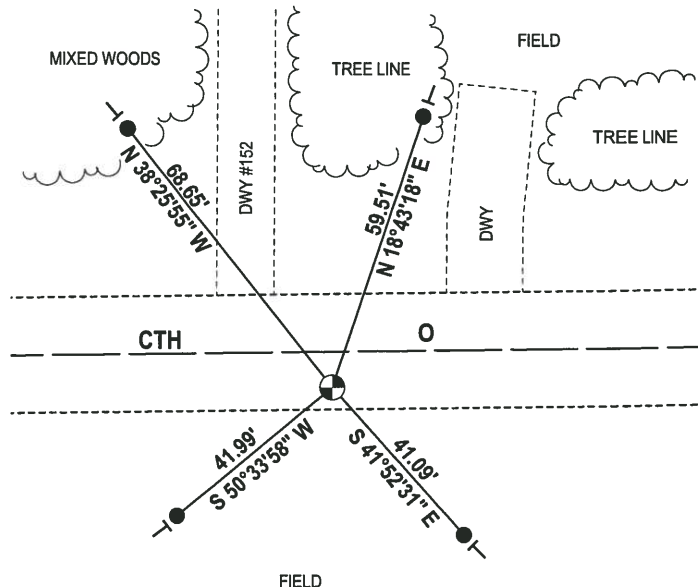 FIELD
MIXED WOODS
TREE LINE
TREE LINE
68.65'
N 38°25'55" W
DWY #152
59.51'
N 18°43'18" E
DWY
CTH O
41.99'
S 50°33'58" W
41.09'
S 41°52'31" E
FIELD